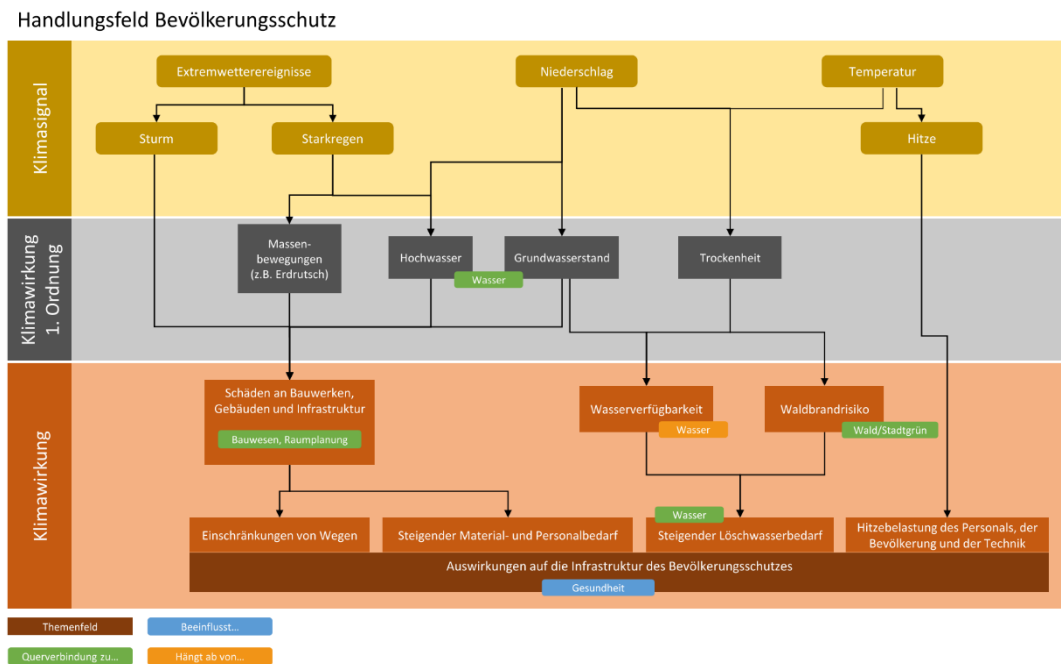 Handlungsfeld Bevölkerungsschutz
Klimasignal
Extremwetterereignisse
Niederschlag
Temperatur
Sturm
Starkregen
Hitze
Klimawirkung
1. Ordnung
Massen-
bewegungen
(z.B. Erdrutsch)
Hochwasser
Grundwasserstand
Trockenheit
Wasser
Klimawirkung
Schäden an Bauwerken,
Gebäuden und Infrastruktur
Bauwesen, Raumplanung
Wasserverfügbarkeit
Wasser
Waldbrandrisiko
Wald/Stadtgrün
Einschränkungen von Wegen
Steigender Material- und Personalbedarf
Wasser
Steigender Löschwasserbedarf
Hitzebelastung des Personals, der
Bevölkerung und der Technik
Auswirkungen auf die Infrastruktur des Bevölkerungsschutzes
Gesundheit
Themenfeld
Beeinflusst...
Querverbindung zu...
Hängt ab von...